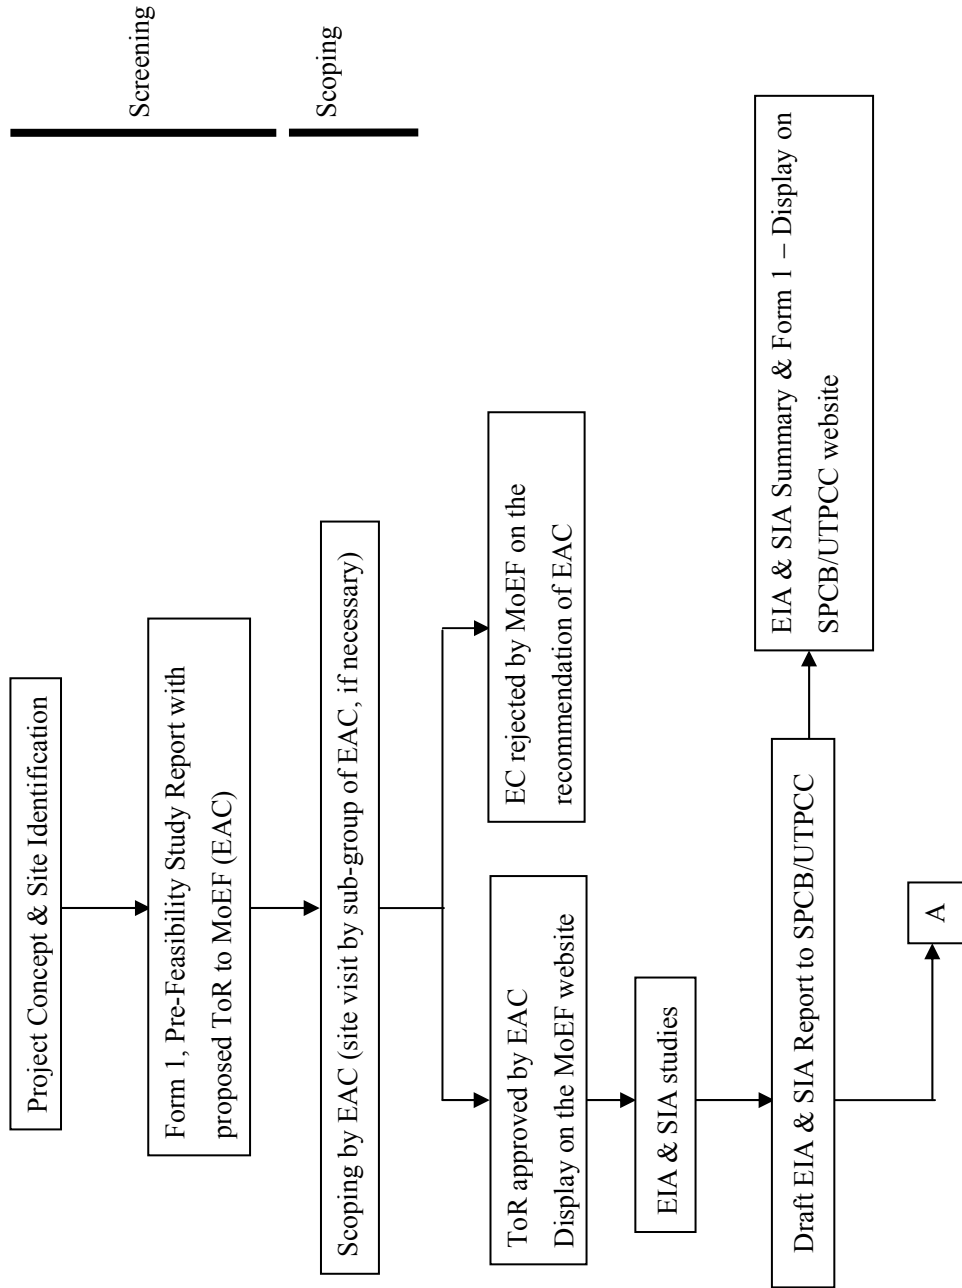 Screening
Scoping
Project Concept & Site Identification
Form 1, Pre-Feasibility Study Report with
proposed ToR to MoEF (EAC)
Scoping by EAC (site visit by sub-group of EAC, if necessary)
ToR approved by EAC
Display on the MoEF website
EC rejected by MoEF on the
recommendation of EAC
EIA & SIA studies
Draft EIA & SIA Report to SPCB/UTPCC
EIA & SIA Summary & Form 1 – Display on
SPCB/UTPCC website
A